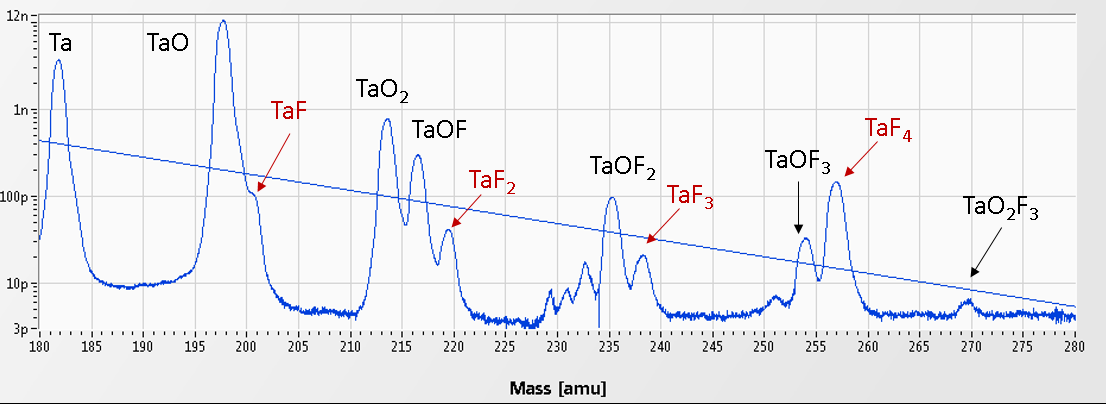 12n
1n
100p
10p
3p
Ta
TaO
TaF
TaO₂
TaOF
TaF₂
TaOF₂
TaF₃
TaOF₃
TaF₄
TaO₂F₃
180 185 190 195 200 205 210 215 220 225 230 235 240 245 250 255 260 265 270 275 280
Mass [amu]